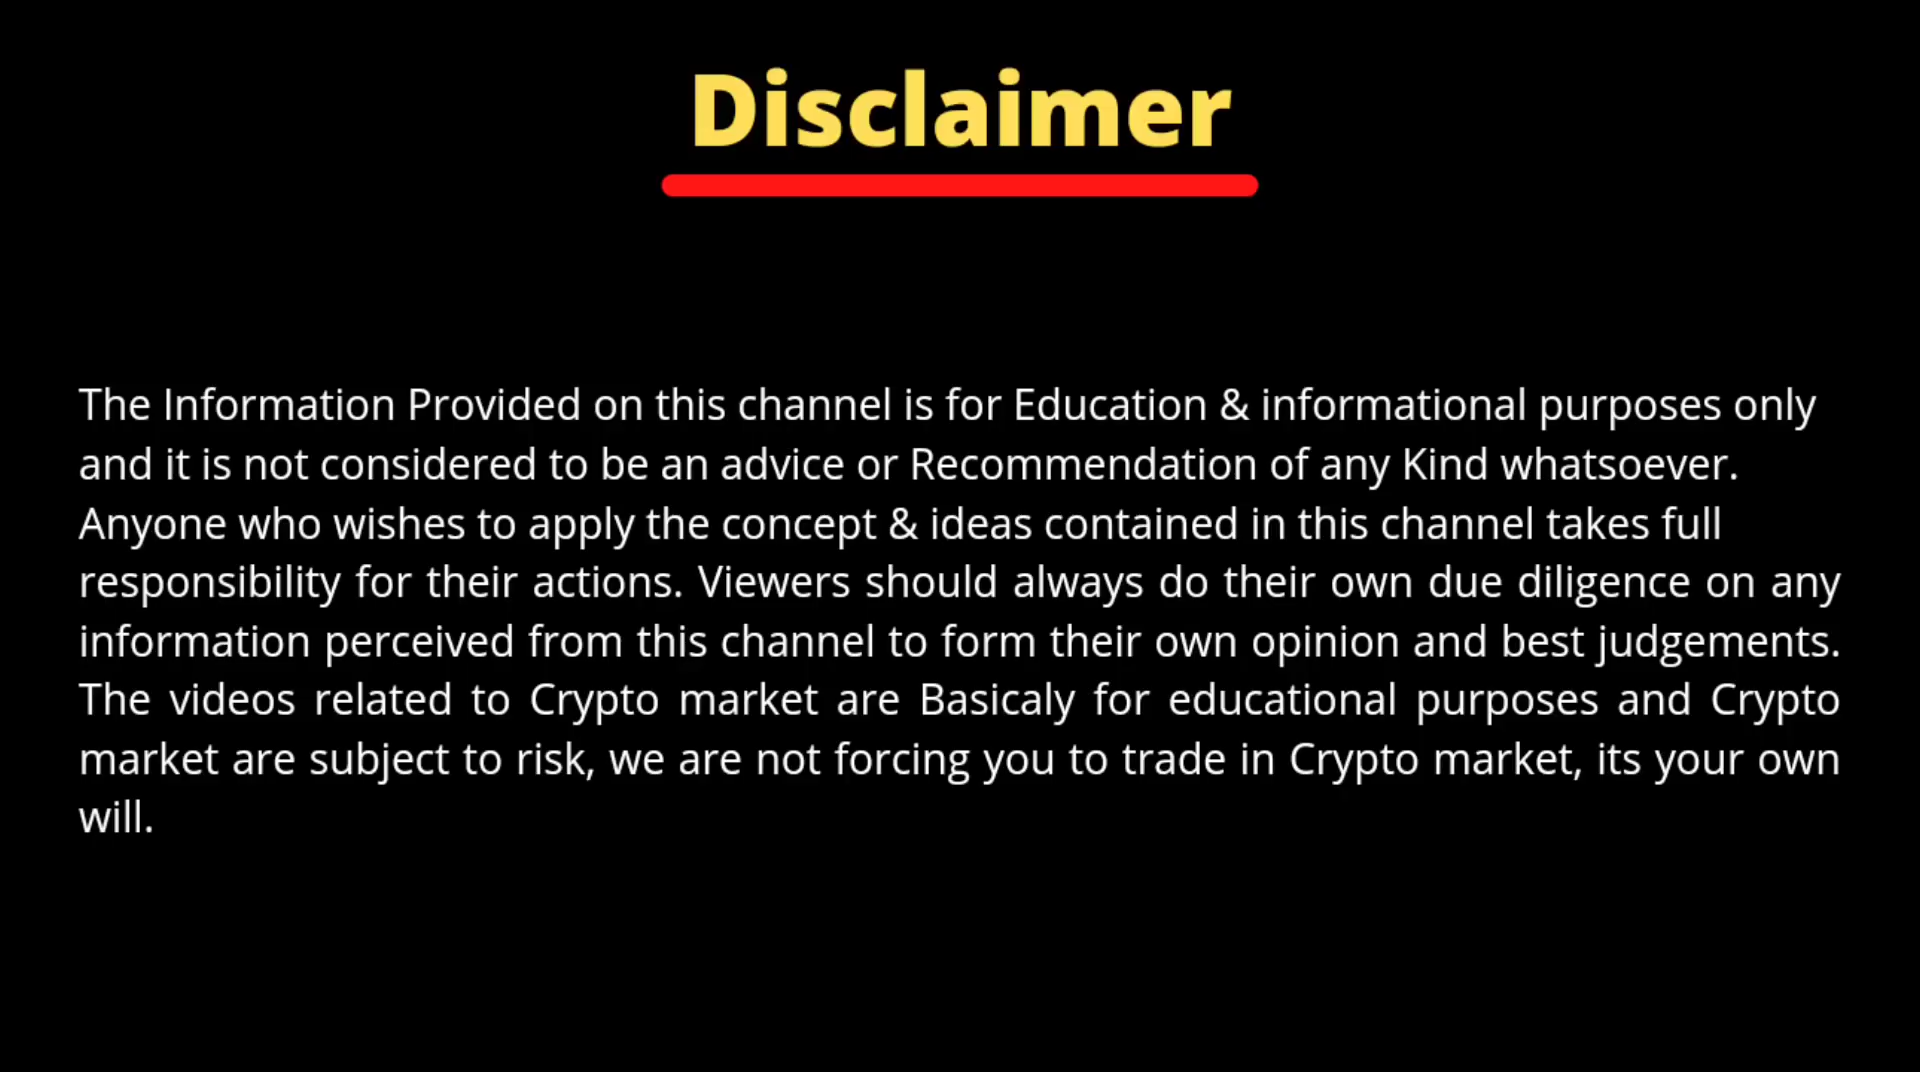 Disclaimer
The Information Provided on this channel is for Education & informational purposes only
and it is not considered to be an advice or Recommendation of any Kind whatsoever.
Anyone who wishes to apply the concept & ideas contained in this channel takes full
responsibility for their actions. Viewers should always do their own due diligence on any
information perceived from this channel to form their own opinion and best judgements.
The videos related to Crypto market are Basicaly for educational purposes and Crypto
market are subject to risk, we are not forcing you to trade in Crypto market, its your own
will.